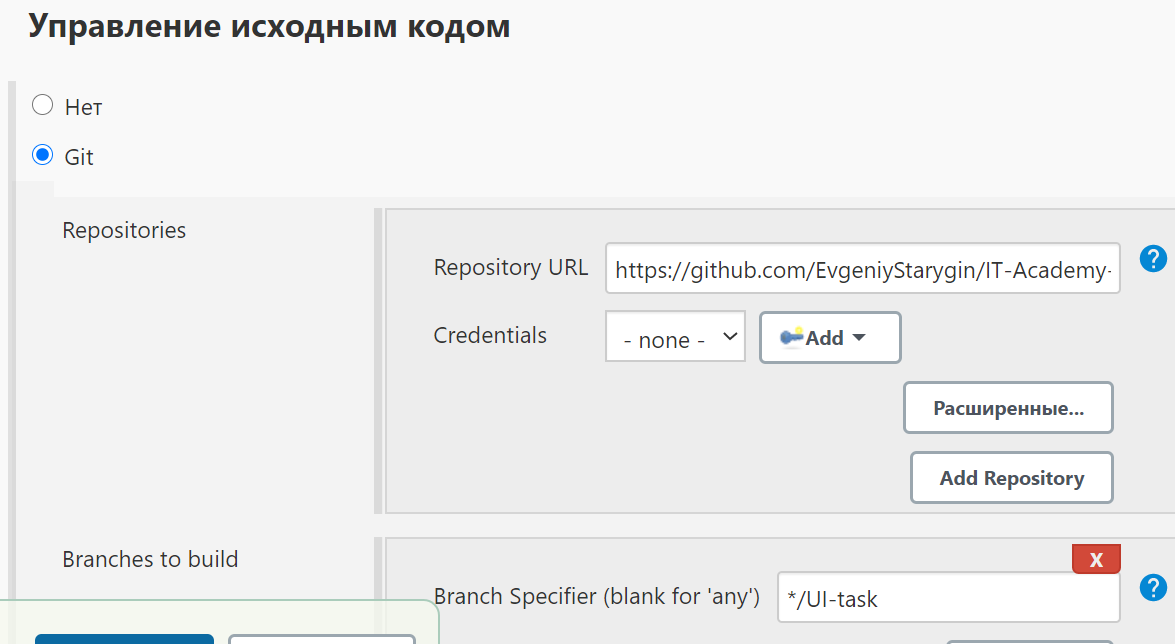 Управление исходным кодом
Нет
Git
Repositories
Repository URL https://github.com/EvgeniyStarygin/IT-Academy-
?
Credentials - none - Add
Расширенные...
Add Repository
Branches to build
X
Branch Specifier (blank for 'any') */UI-task
?